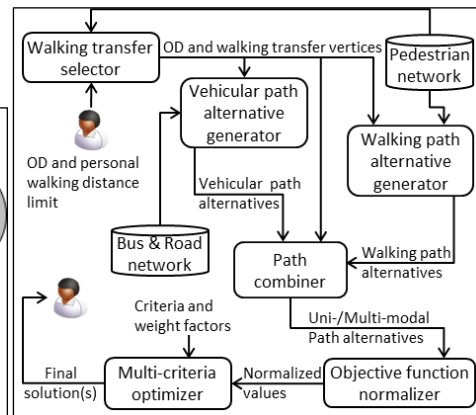 Walking transfer
selector
OD and walking transfer vertices
Pedestrian
network
Vehicular path
alternative
generator
Walking path
alternative
generator
OD and personal
walking distance
limit
Vehicular path
alternatives
Bus & Road
network
Path
combiner
Walking path
alternatives
Criteria and
weight factors
Uni-/Multi-modal
Path alternatives
Final
solution(s)
Multi-criteria
optimizer
Normalized
values
Objective function
normalizer